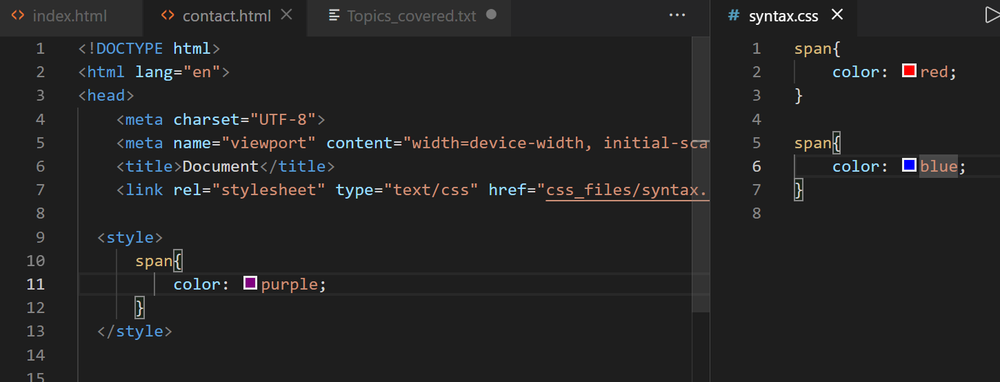 index.html contact.html Topics_covered.txt ... # syntax.css
1 <!DOCTYPE html>
2 <html lang="en">
3 <head>
4 <meta charset="UTF-8">
5 <meta name="viewport" content="width=device-width, initial-sca
6 <title>Document</title>
7 <link rel="stylesheet" type="text/css" href="css_files/syntax.
8
9 <style>
10 span{
11 color: purple;
12 }
13 </style>
14
15
1 span{
2 color: red;
3 }
4
5 span{
6 color: blue;
7 }
8